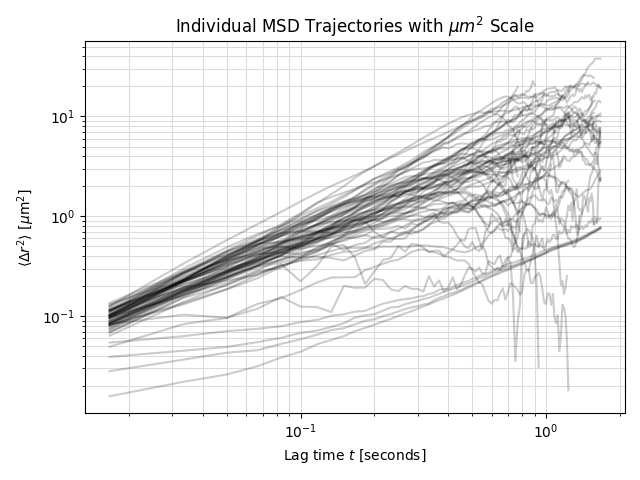 Individual MSD Trajectories with μm² Scale
⟨Δr²⟩ [μm²]
10¹
10⁰
10⁻¹
10⁻¹ 10⁰
Lag time t [seconds]